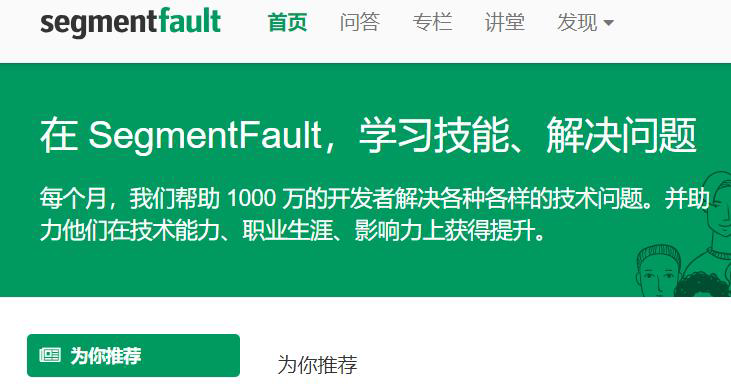 segmentfault 首页 问答 专栏 讲堂 发现
在 SegmentFault，学习技能、解决问题
每个月，我们帮助 1000 万的开发者解决各种各样的技术问题。并助
力他们在技术能力、职业生涯、影响力上获得提升。
为你推荐 为你推荐